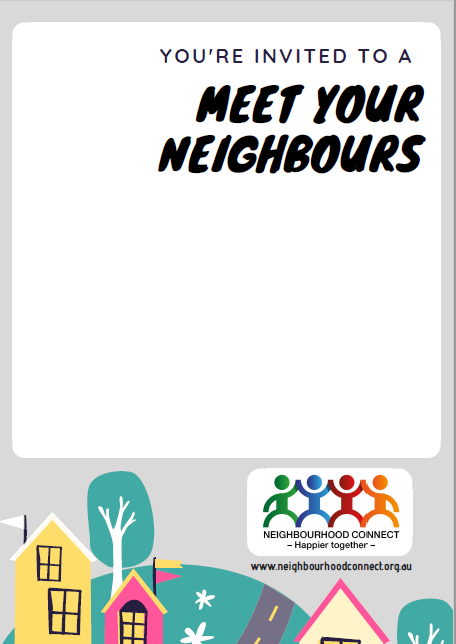 YOU'RE INVITED TO A
MEET YOUR
NEIGHBOURS
NEIGHBOURHOOD CONNECT
– Happier together –
www.neighbourhoodconnect.org.au